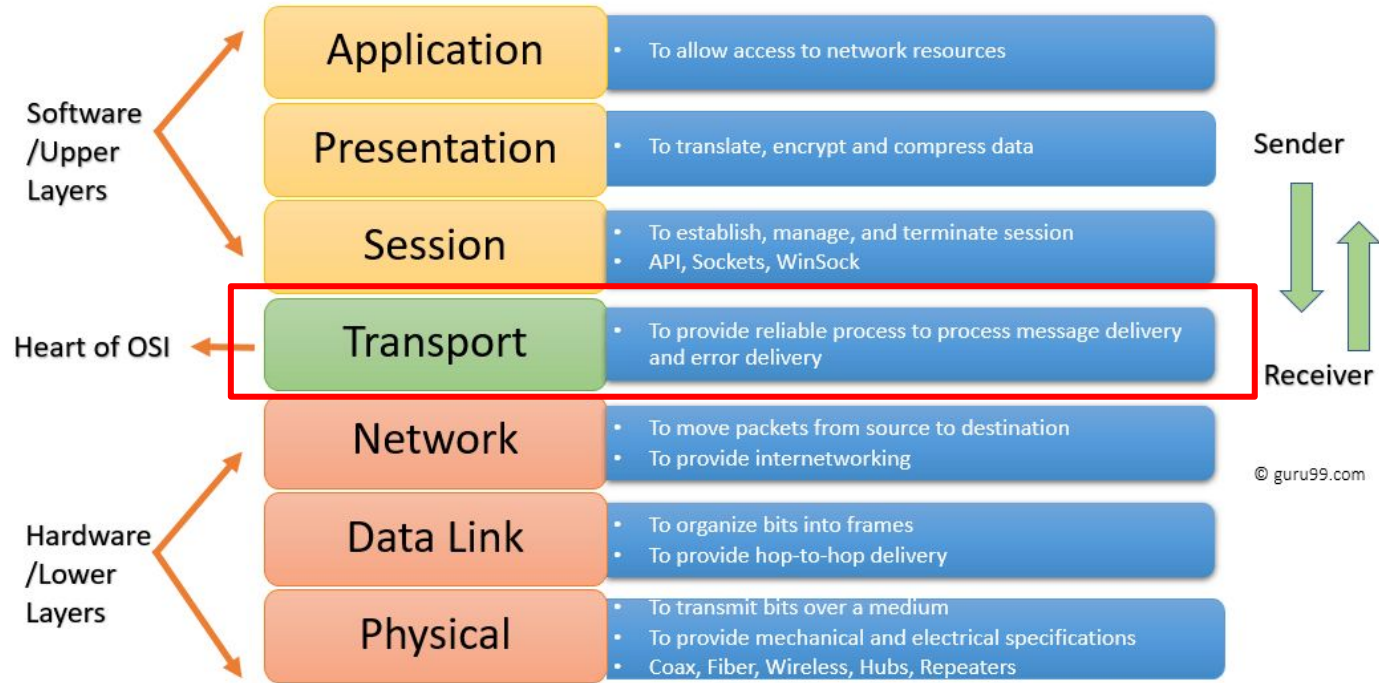 Application
• To allow access to network resources
Software
/Upper
Layers
Presentation
• To translate, encrypt and compress data
Sender
Session
• To establish, manage, and terminate session
• API, Sockets, WinSock
Heart of OSI
Transport
• To provide reliable process to process message delivery
and error delivery
Receiver
Network
• To move packets from source to destination
• To provide internetworking
© guru99.com
Hardware
/Lower
Layers
Data Link
• To organize bits into frames
• To provide hop-to-hop delivery
Physical
• To transmit bits over a medium
• To provide mechanical and electrical specifications
• Coax, Fiber, Wireless, Hubs, Repeaters